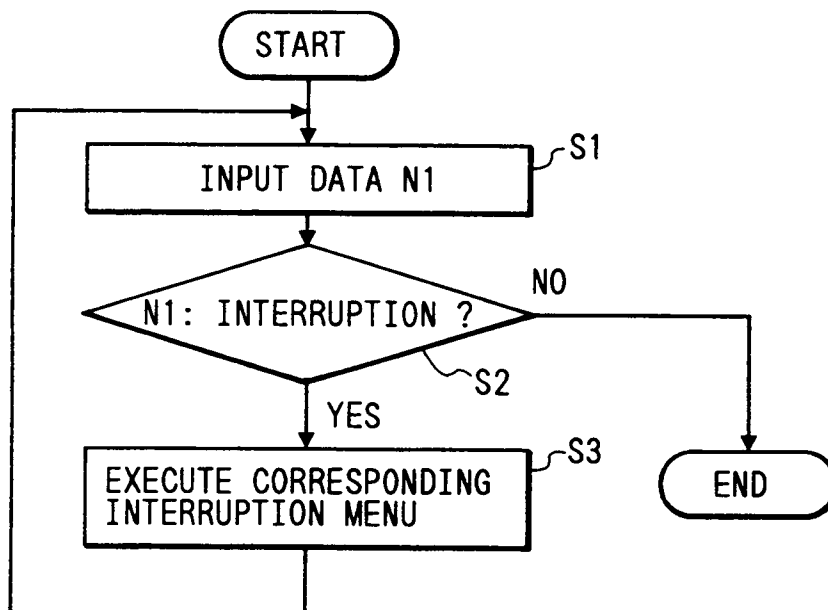 START
S1
INPUT DATA N1
N1: INTERRUPTION ?
NO
S2
YES
S3
EXECUTE CORRESPONDING
INTERRUPTION MENU
END